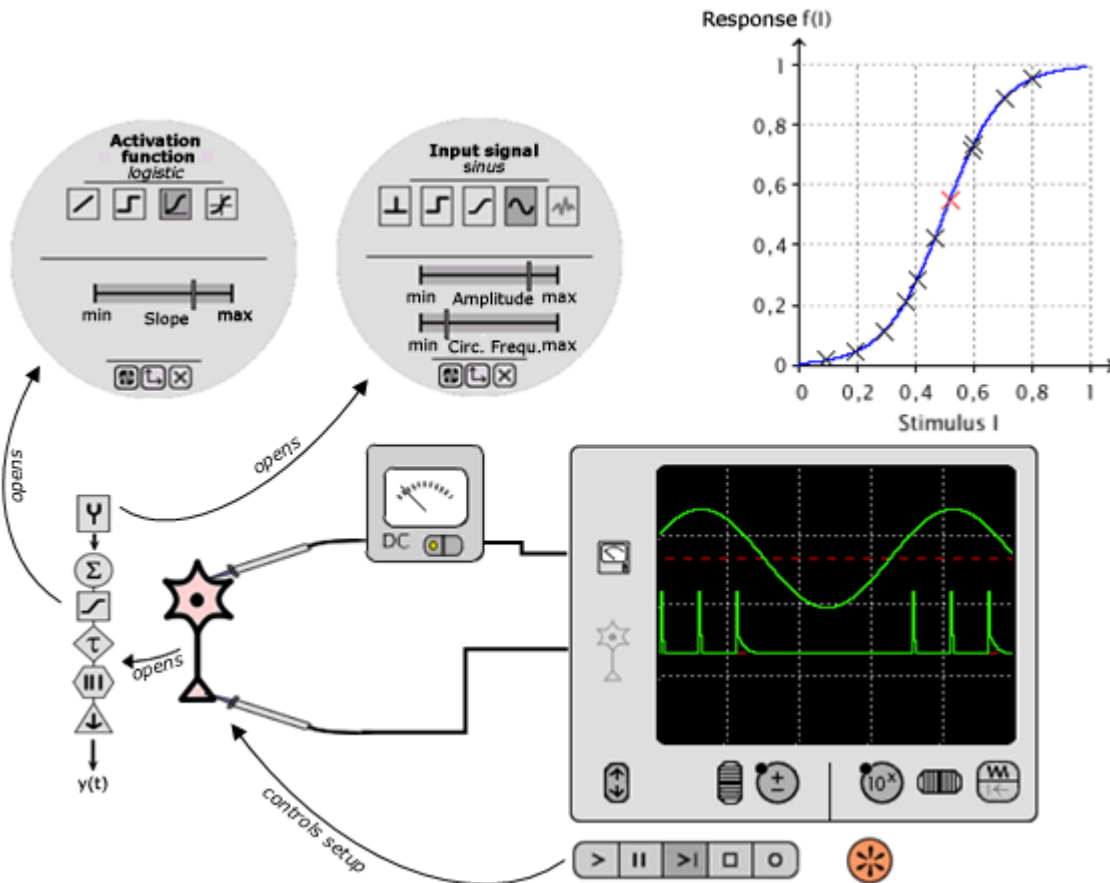 Response f(I)
1
0,8
0,6
0,4
0,2
0
0 0,2 0,4 0,6 0,8 1
Stimulus I
Activation
function
logistic
min Slope max
Input signal
sinus
min Amplitude max
min Circ. Frequ. max
opens
opens
Y
Σ
τ
opens
y(t)
DC
controls setup
+
−
10x